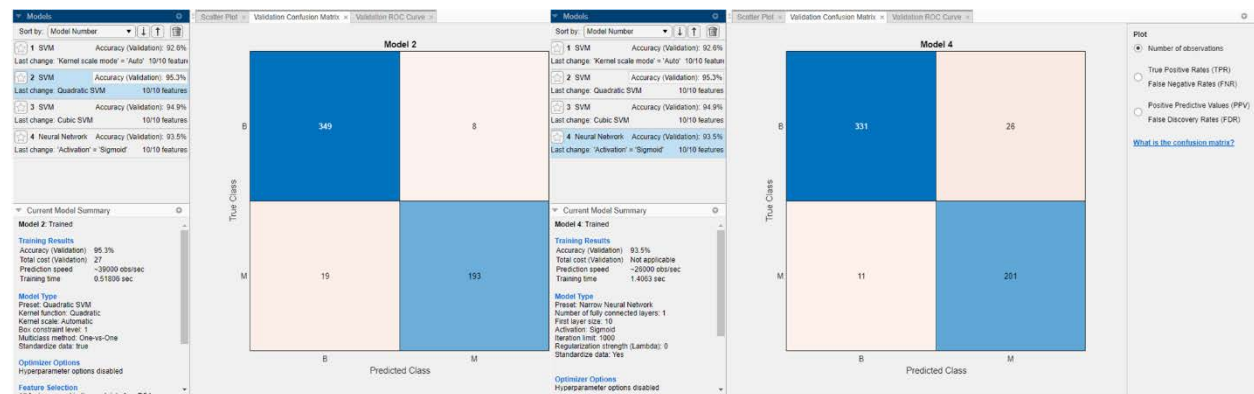 Models
Sort by: Model Number
1 SVM Accuracy (Validation): 92.6%
Last change: 'Kernel scale mode' = 'Auto' 10/10 featun
2 SVM Accuracy (Validation): 95.3%
Last change: Quadratic SVM 10/10 features
3 SVM Accuracy (Validation): 94.9%
Last change: Cubic SVM 10/10 features
4 Neural Network Accuracy (Validation): 93.5%
Last change: 'Activation' = 'Sigmoid' 10/10 features
Current Model Summary
Model 2: Trained
Training Results
Accuracy (Validation) 95.3%
Total cost (Validation) 27
Prediction speed ~39000 obs/sec
Training time 0.51806 sec
Model Type
Preset: Quadratic SVM
Kernel function: Quadratic
Kernel scale: Automatic
Box constraint level: 1
Multiclass method: One-vs-One
Standardize data: true
Optimizer Options
Hyperparameter options disabled
Feature Selection
Scatter Plot × Validation Confusion Matrix × Validation ROC Curve ×
Model 2
True Class
B
349
8
M
19
193
B
M
Predicted Class
Models
Sort by: Model Number
1 SVM Accuracy (Validation): 92.6%
Last change: 'Kernel scale mode' = 'Auto' 10/10 featun
2 SVM Accuracy (Validation): 95.3%
Last change: Quadratic SVM 10/10 features
3 SVM Accuracy (Validation): 94.9%
Last change: Cubic SVM 10/10 features
4 Neural Network Accuracy (Validation): 93.5%
Last change: 'Activation' = 'Sigmoid' 10/10 features
Current Model Summary
Model 4: Trained
Training Results
Accuracy (Validation) 93.5%
Total cost (Validation) Not applicable
Prediction speed ~26000 obs/sec
Training time 1.4063 sec
Model Type
Preset: Narrow Neural Network
Number of fully connected layers: 1
First layer size: 10
Activation: Sigmoid
Iteration limit: 1000
Regularization strength (Lambda): 0
Standardize data: Yes
Optimizer Options
Hyperparameter options disabled
Scatter Plot × Validation Confusion Matrix × Validation ROC Curve ×
Model 4
True Class
B
331
26
M
11
201
B
M
Predicted Class
Plot
Number of observations
True Positive Rates (TPR)
False Negative Rates (FNR)
Positive Predictive Values (PPV)
False Discovery Rates (FDR)
What is the confusion matrix?